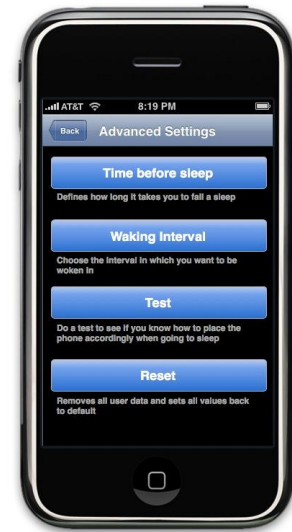 AT&T 8:19 PM
Back Advanced Settings
Time before sleep
Defines how long it takes you to fall a sleep
Waking Interval
Choose the interval in which you want to be
woken in
Test
Do a test to see if you know how to place the
phone accordingly when going to sleep
Reset
Removes all user data and sets all values back
to default